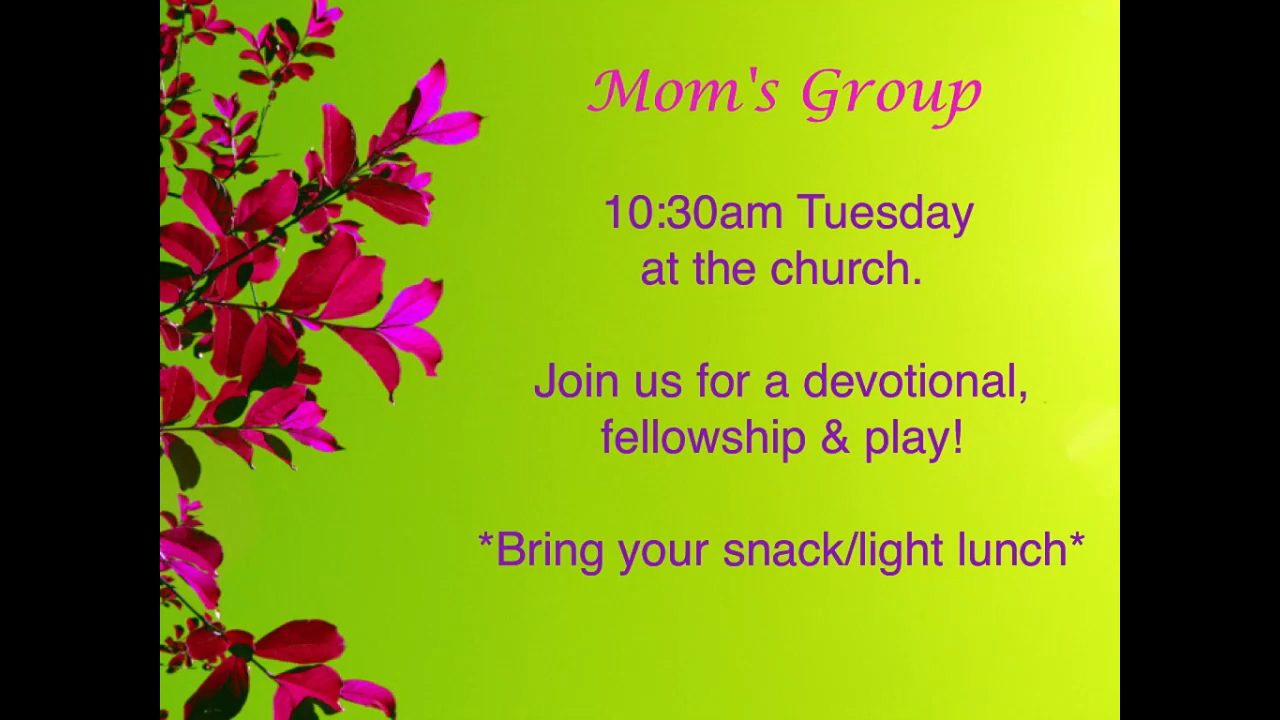 Mom's Group
10:30am Tuesday
at the church.
Join us for a devotional,
fellowship & play!
*Bring your snack/light lunch*